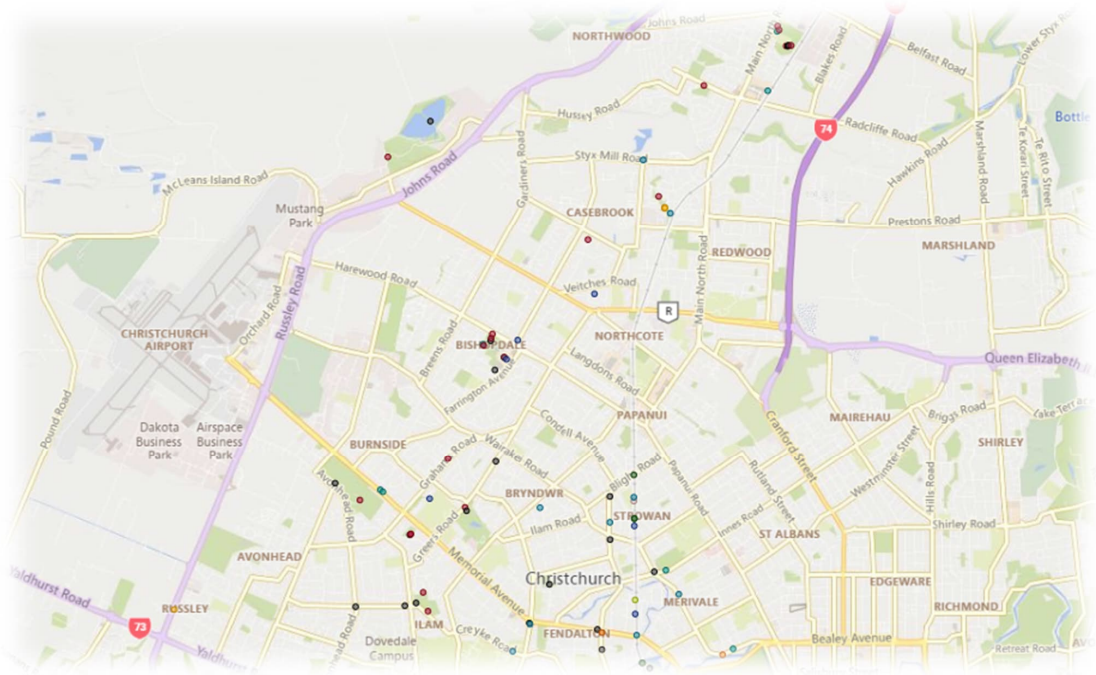 Johns Road
NORTHWOOD
Main North
Blakes Road
Belfast Road
Lower Styx
Hussey Road
74
Radcliffe Road
Bottle
Styx Mill Road
Gardiners Road
Hawkins Road
Marshland Road
Te Korari Street
Te Rito Street
McLeans Island Road
Johns Road
Mustang
Park
CASEBROOK
Prestons Road
REDWOOD
MARSHLAND
Main North Road
Harewood Road
Veitches Road
Orchard Road
Russley Road
R
CHRISTCHURCH
AIRPORT
NORTHCOTE
BISHOPDALE
Breens Road
Langdons Road
Queen Elizabeth II
Farrington Avenue
Pound Road
Dakota
Business
Park
Airspace
Business
Park
PAPANUI
MAIREHAU
Briggs Road
Lake Terrace
SHIRLEY
Condell Avenue
Cranford Street
BURNSIDE
Grahams Road
Wairakei Road
Westminster Street
Hills Road
Avonhead Road
Blighs Road
Papanui Road
Rutland Street
BRYNDWR
STROWAN
Innes Road
Shirley Road
Ilam Road
Greers Road
ST ALBANS
AVONHEAD
Memorial Avenue
Christchurch
EDGEWARE
Yaldhurst Road
MERIVALE
RICHMOND
RUSSLEY
73
ILAM
Creyke Road
FENDALTON
Bealey Avenue
Dovedale
Campus
Yaldhurst
Retreat Road